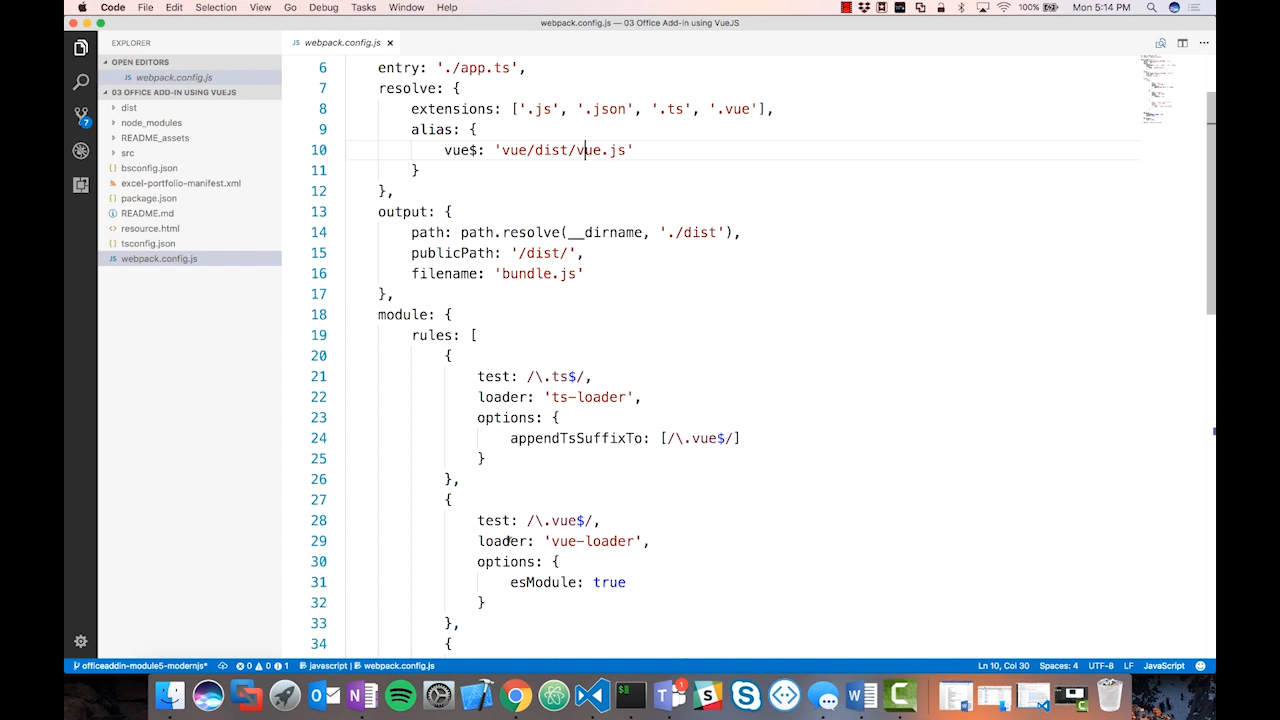 Code File Edit Selection View Go Debug Tasks Window Help 100% Mon 5:14 PM
webpack.config.js — 03 Office Add-in using VueJS
EXPLORER
OPEN EDITORS
JS webpack.config.js
03 OFFICE ADD-IN USING VUEJS
dist
node_modules
README_assets
src
bsconfig.json
excel-portfolio-manifest.xml
package.json
README.md
resource.html
tsconfig.json
JS webpack.config.js
7
JS webpack.config.js ×
6 entry: './app.ts',
7 resolve: {
8 extensions: ['.js', '.json', '.ts', '.vue'],
9 alias: {
10 vue$: 'vue/dist/vue.js'
11 }
12 },
13 output: {
14 path: path.resolve(__dirname, './dist'),
15 publicPath: '/dist/',
16 filename: 'bundle.js'
17 },
18 module: {
19 rules: [
20 {
21 test: /\.ts$/,
22 loader: 'ts-loader',
23 options: {
24 appendTsSuffixTo: [/\.vue$/]
25 }
26 },
27 {
28 test: /\.vue$/,
29 loader: 'vue-loader',
30 options: {
31 esModule: true
32 }
33 },
34 {
officeaddin-module5-modernjs* 0 0 1 javascript | webpack.config.js Ln 10, Col 30 Spaces: 4 UTF-8 LF JavaScript